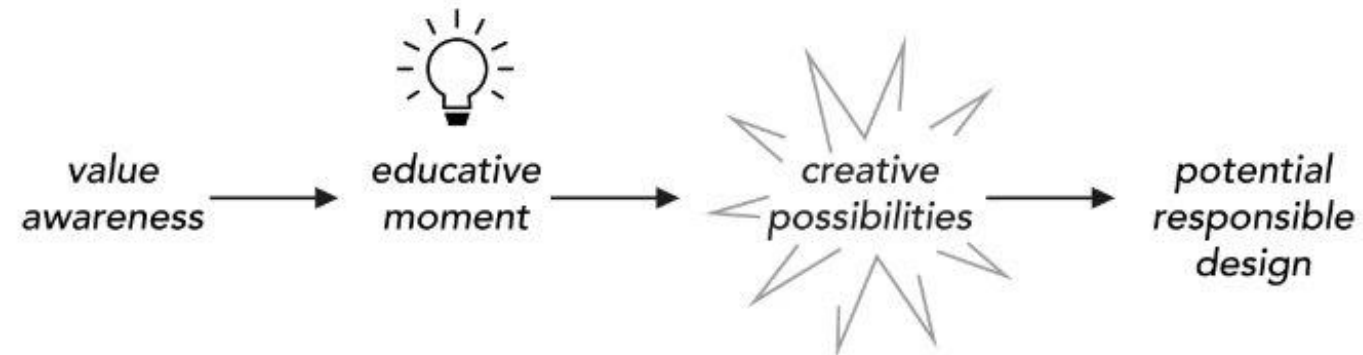 value
awareness
educative
moment
creative
possibilities
potential
responsible
design